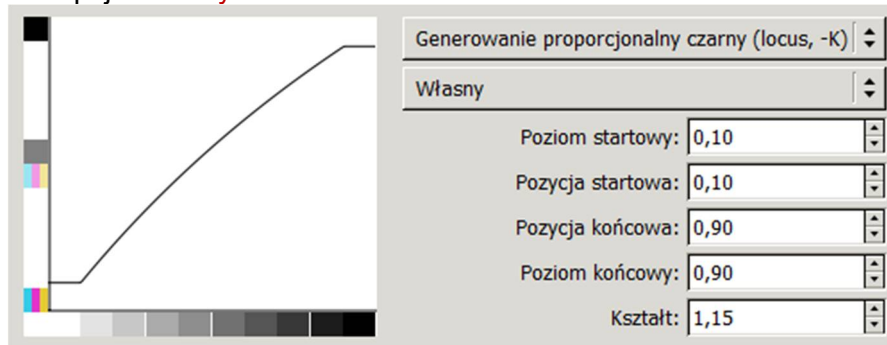 Generowanie proporcjonalny czarny (locus, -K)
Własny
Poziom startowy: 0,10
Pozycja startowa: 0,10
Pozycja końcowa: 0,90
Poziom końcowy: 0,90
Kształt: 1,15